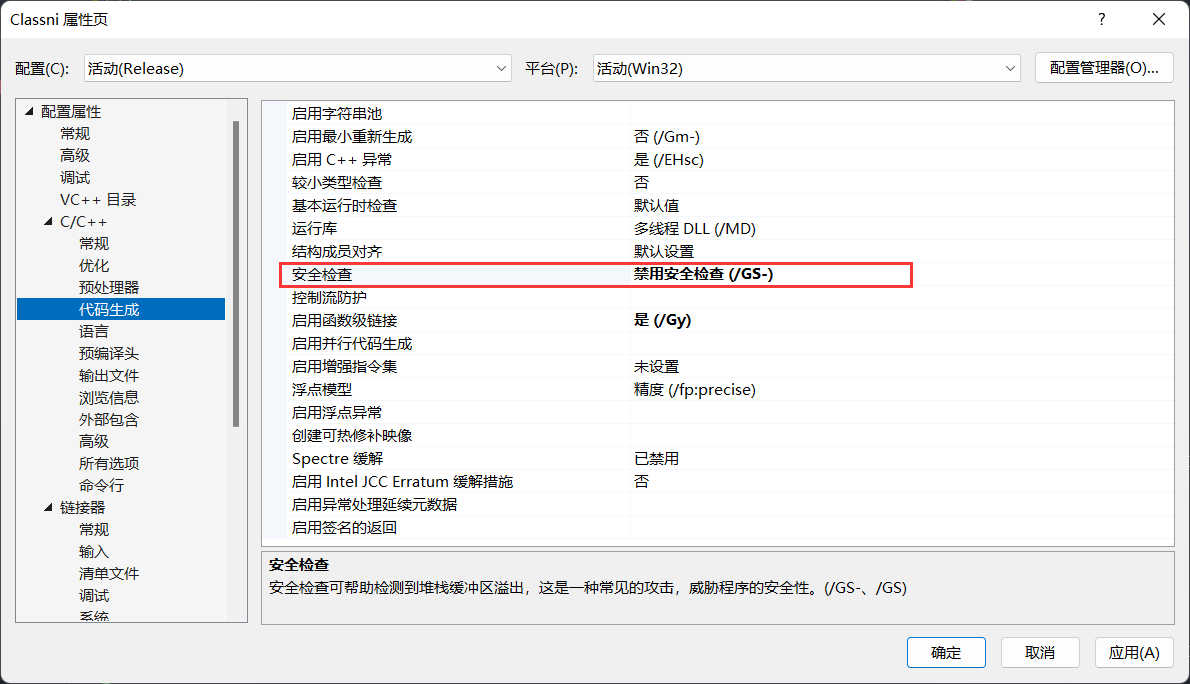 Classni 属性页
配置(C): 活动(Release) 平台(P): 活动(Win32) 配置管理器(O)...
配置属性
常规
高级
调试
VC++ 目录
C/C++
常规
优化
预处理器
代码生成
语言
预编译头
输出文件
浏览信息
外部包含
高级
所有选项
命令行
链接器
常规
输入
清单文件
调试
系统
启用字符串池
启用最小重新生成 否 (/Gm-)
启用 C++ 异常 是 (/EHsc)
较小类型检查 否
基本运行时检查 默认值
运行库 多线程 DLL (/MD)
结构成员对齐 默认设置
安全检查 禁用安全检查 (/GS-)
控制流防护
启用函数级链接 是 (/Gy)
启用并行代码生成
启用增强指令集 未设置
浮点模型 精度 (/fp:precise)
启用浮点异常
创建可热修补映像
Spectre 缓解 已禁用
启用 Intel JCC Erratum 缓解措施 否
启用异常处理延续元数据
启用签名的返回
安全检查
安全检查可帮助检测到堆栈缓冲区溢出，这是一种常见的攻击，威胁程序的安全性。(/GS-、/GS)
确定 取消 应用(A)